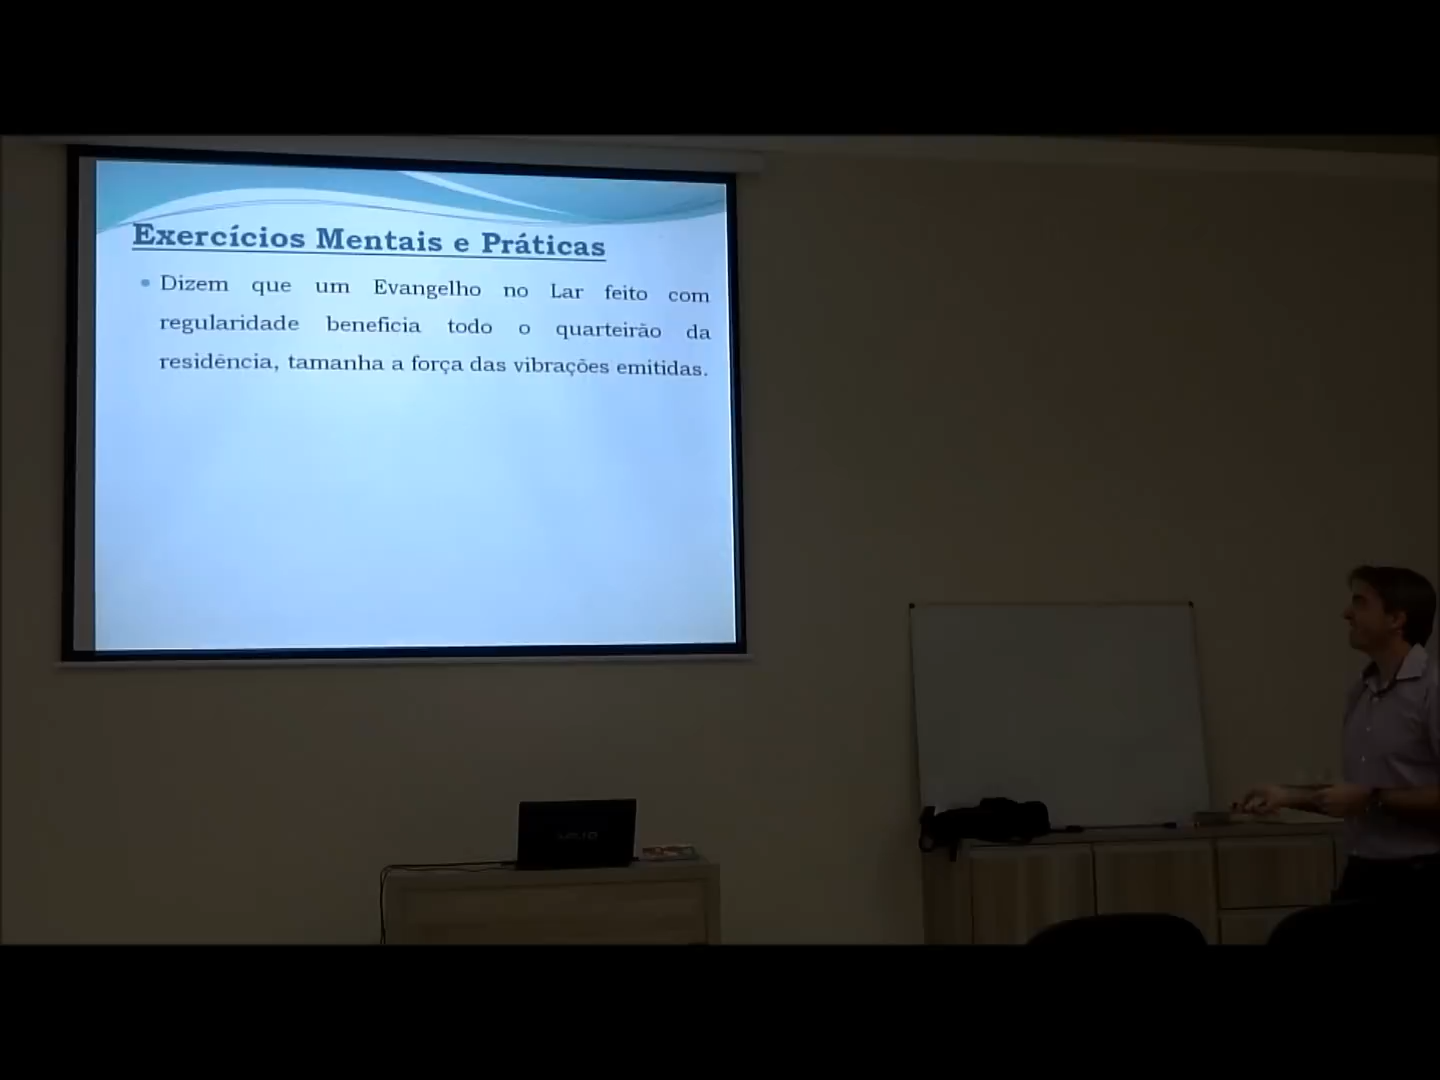 Exercícios Mentais e Práticas
Dizem que um Evangelho no Lar feito com
regularidade beneficia todo o quarteirão da
residência, tamanha a força das vibrações emitidas.
VAIO